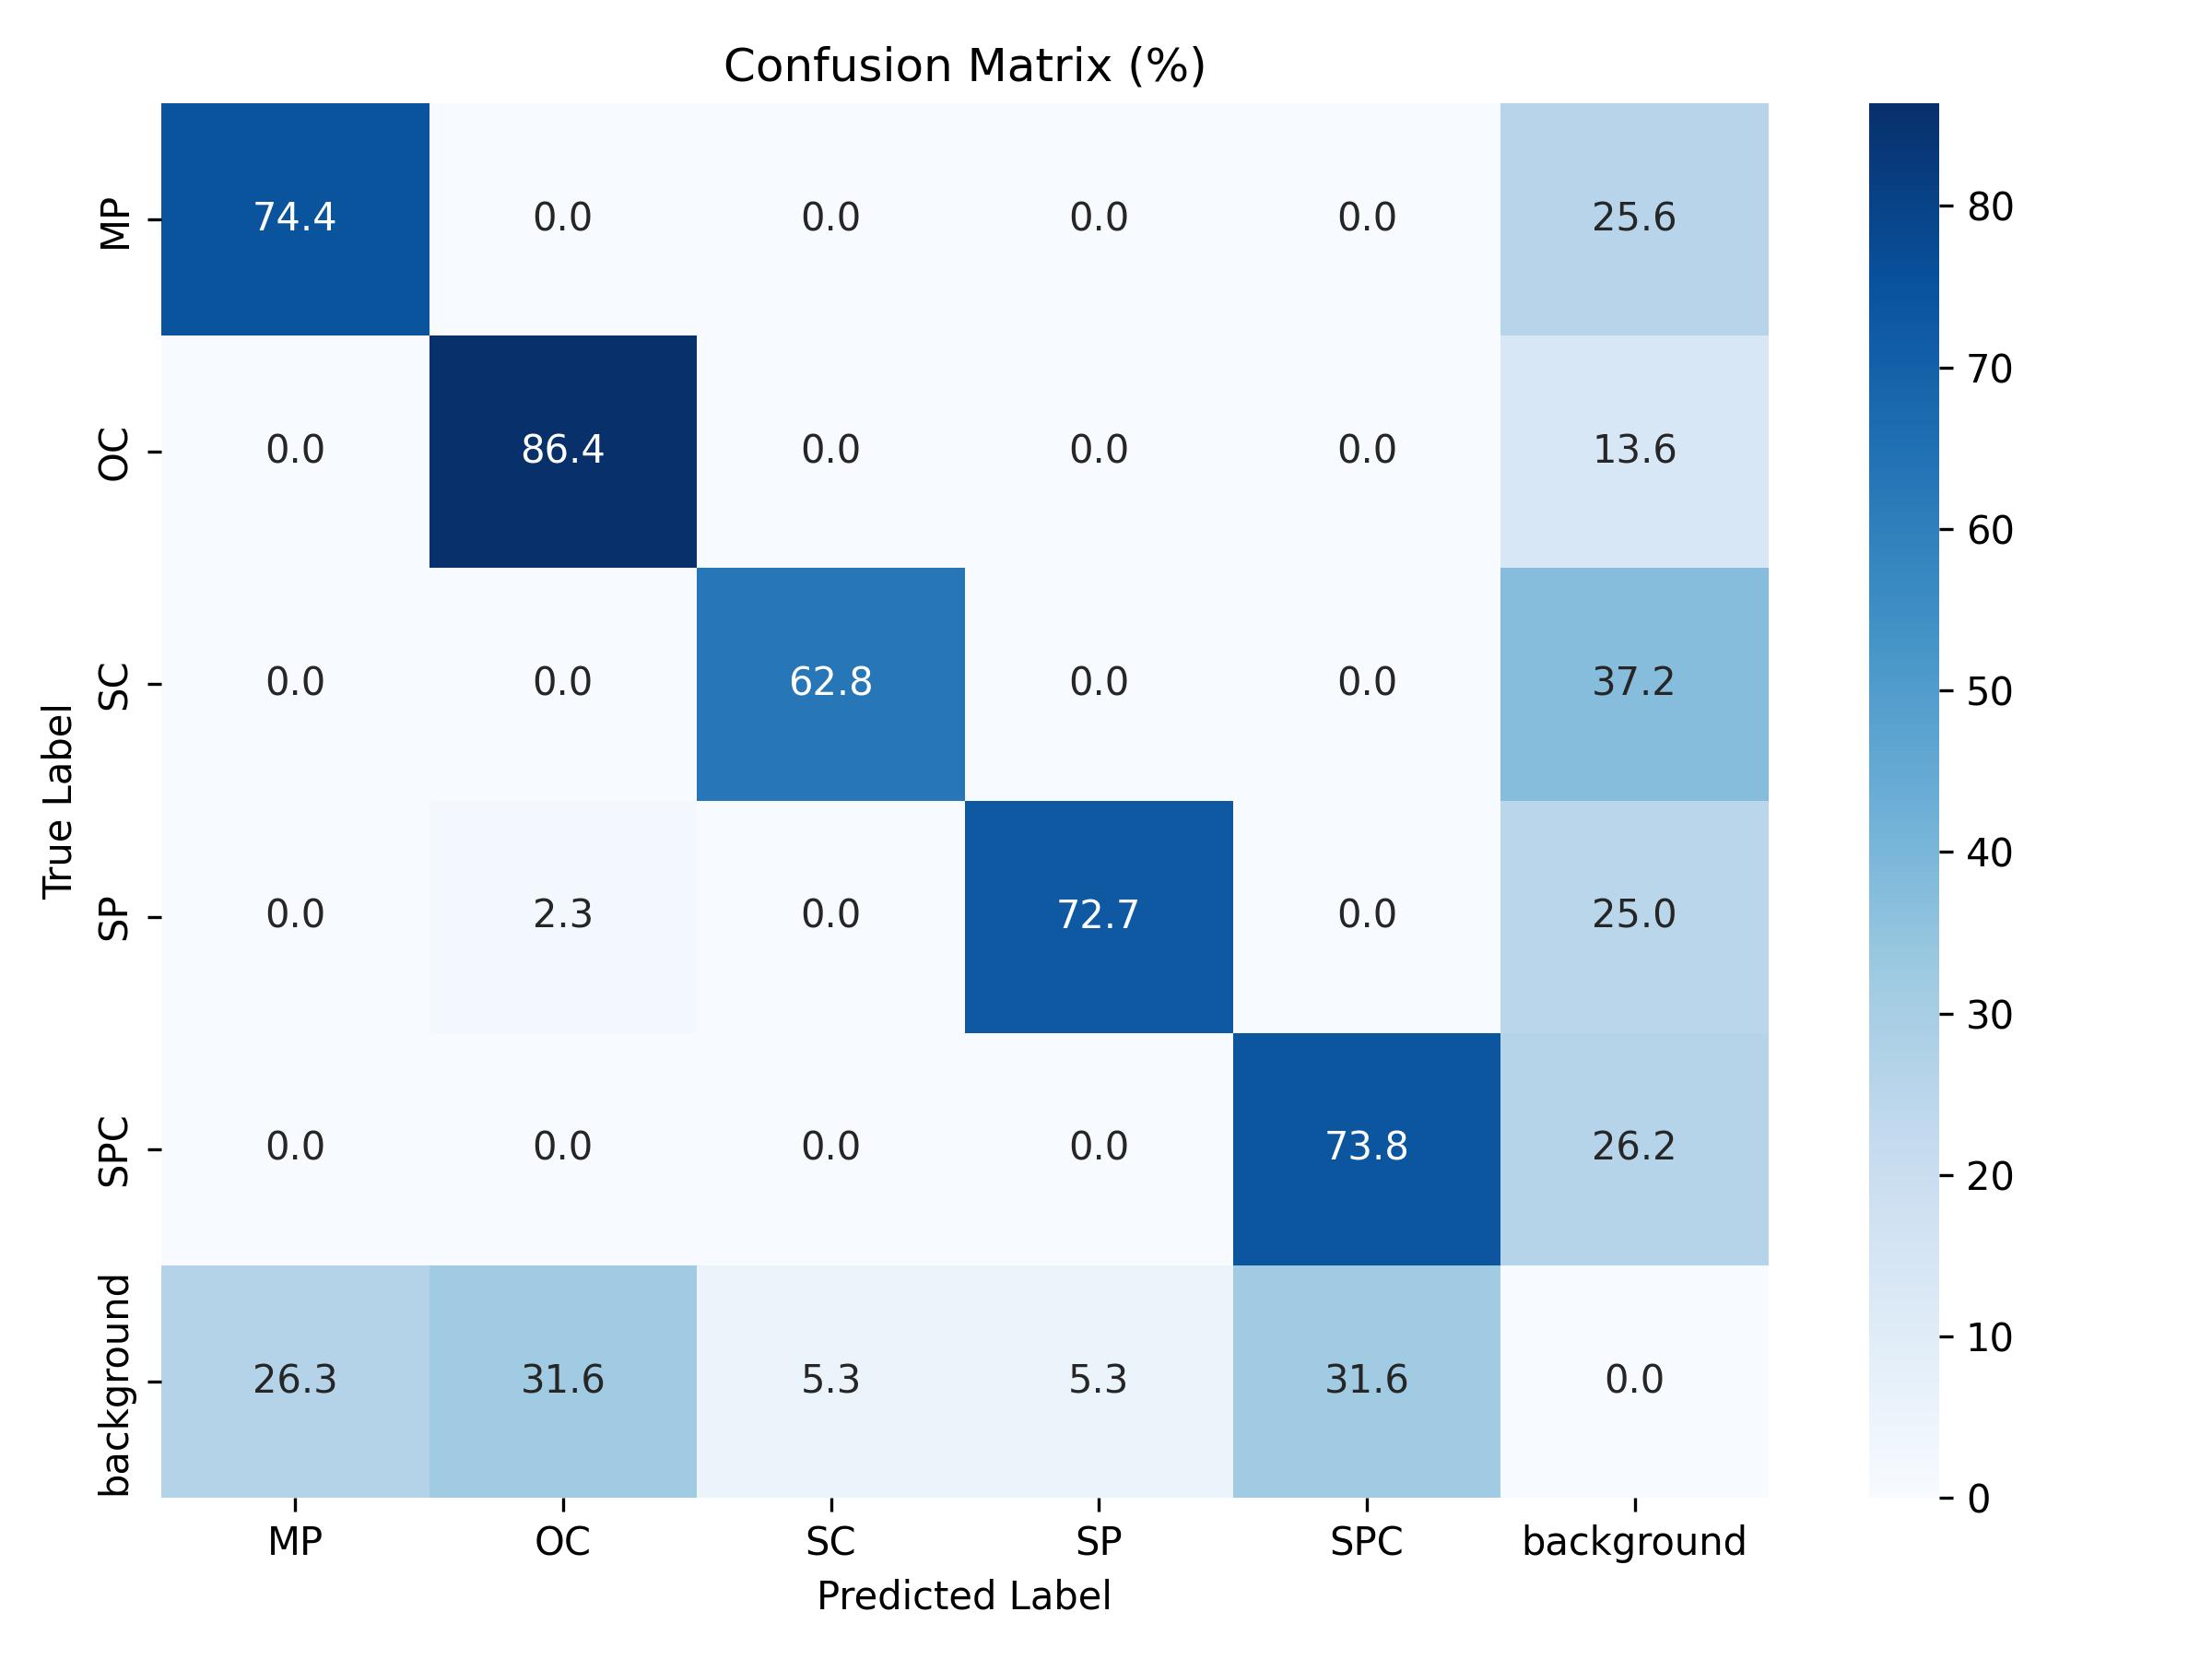 Confusion Matrix (%)
MP 74.4 0.0 0.0 0.0 0.0 25.6
OC 0.0 86.4 0.0 0.0 0.0 13.6
SC 0.0 0.0 62.8 0.0 0.0 37.2
SP 0.0 2.3 0.0 72.7 0.0 25.0
SPC 0.0 0.0 0.0 0.0 73.8 26.2
background 26.3 31.6 5.3 5.3 31.6 0.0
MP OC SC SP SPC background
Predicted Label
True Label
80
70
60
50
40
30
20
10
0